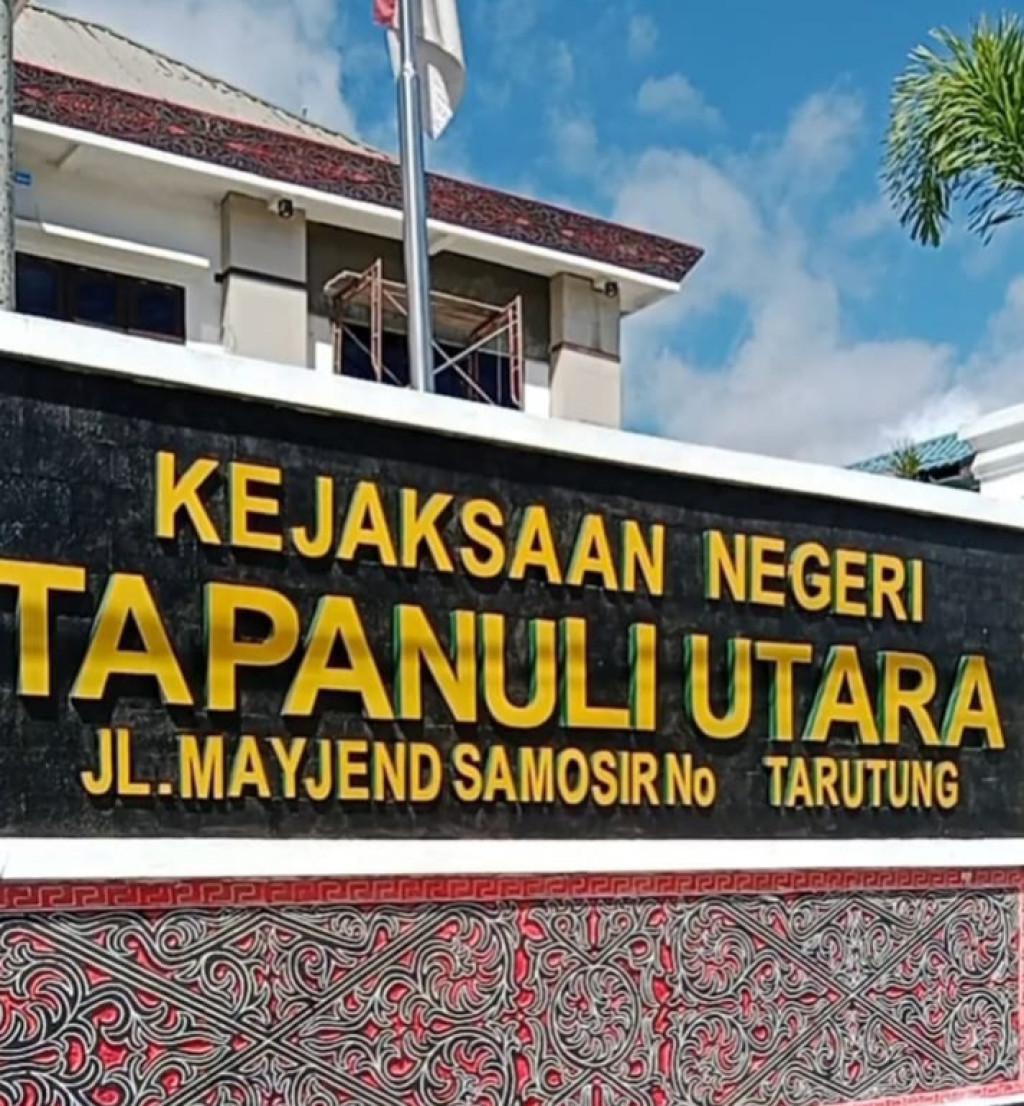 KEJAKSAAN NEGERI
TAPANULI UTARA
JL. MAYJEND SAMOSIR No TARUTUNG